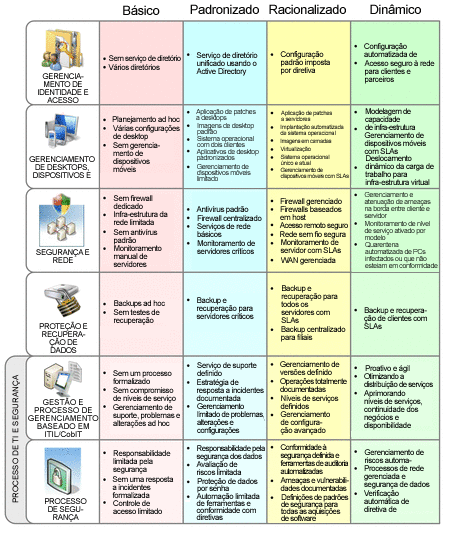 Básico
Padronizado
Racionalizado
Dinâmico
GERENCIA-
MENTO DE
IDENTIDADE E
ACESSO
• Sem serviço de diretório
• Vários diretórios
• Serviço de diretório
unificado usando o
Active Directory
• Configuração
padrão imposta
por diretiva
• Configuração
automatizada de
• Acesso seguro à rede
para clientes e
parceiros
GERENCIAMENTO
DE DESKTOPS,
DISPOSITIVOS E
• Planejamento ad hoc
• Várias configurações
de desktop
• Sem gerencia-
mento de
dispositivos
móveis
• Aplicação de patches
a desktops
• Imagens de desktop
padrão
• Sistema operacional
com dois clientes
• Aplicativos de desktop
padronizados
• Gerenciamento de
dispositivos móveis limitado
• Aplicação de patches
a servidores
• Implantação automatizada
de sistema operacional
• Imagens em camadas
• Virtualização
• Sistema operacional
único e atual
• Gerenciamento de
dispositivos móveis com SLAs
• Modelagem de
capacidade
• de infra-estrutura
Gerenciamento de
dispositivos móveis
com SLAs
• Deslocamento
dinâmico da carga de
trabalho para
infra-estrutura virtual
SEGURANÇA E
REDE
• Sem firewall
dedicado
• Infra-estrutura da
rede limitada
• Sem antivírus
padrão
• Monitoramento
manual de
servidores
• Antivírus padrão
• Firewall centralizado
• Serviços de rede
básicos
• Monitoramento de
servidores críticos
• Firewall gerenciado
• Firewalls baseados
em host
• Acesso remoto seguro
• Rede sem fio segura
• Monitoramento de
servidor com SLAs
• WAN gerenciada
• Gerenciamento e
atenuação de ameaças
na borda entre cliente e
servidor
• Monitoramento de nível
de serviço ativado por
modelo
• Quarentena
automatizada de PCs
infectados ou que não
estejam em conformidade
PROTEÇÃO E
RECUPERA-
ÇÃO DE
DADOS
• Backups ad hoc
• Sem testes de
recuperação
• Backup e
recuperação para
servidores críticos
• Backup e
recuperação para
todos os
servidores com
SLAs
• Backup centralizado
para filiais
• Backup e recuperação
de clientes com
SLAs
PROCESSO DE TI E SEGURANÇA
GESTÃO E
PROCESSO DE
GERENCIAMENTO
BASEADO EM
ITIL/CobIT
• Sem um processo
formalizado
• Sem compromisso
de níveis de serviço
• Gerenciamento de
suporte, problemas e
alterações ad hoc
• Serviço de suporte
definido
• Estratégia de
resposta a incidentes
documentada
• Gerenciamento
limitado de problemas,
alterações e
configurações
• Gerenciamento de
versões definido
• Operações totalmente
documentadas
• Níveis de serviços
definidos
• Gerenciamento
de configuração
avançado
• Proativo e ágil
• Otimizando a
distribuição de serviços
• Aprimorando
níveis de serviços,
continuidade dos
negócios e
disponibilidade
PROCESSO
DE SEGU-
RANÇA
• Responsabilidade
limitada pela
segurança
• Sem uma resposta
a incidentes
formalizada
• Controle de
acesso limitado
• Responsabilidade pela
segurança dos dados
• Avaliação de
riscos limitada
• Proteção de dados
por senha
• Automação limitada
de ferramentas e
conformidade com
diretivas
• Conformidade à
segurança definida
e ferramentas de auditoria
automatizadas
• Ameaças e vulnerabi-
lidades documentadas
• Definições de padrões
de segurança para
todas as aquisições
de software
• Gerenciamento de
riscos automa-
• Processos de rede
gerenciada e
segurança de dados
• Verificação
automática de
diretiva de